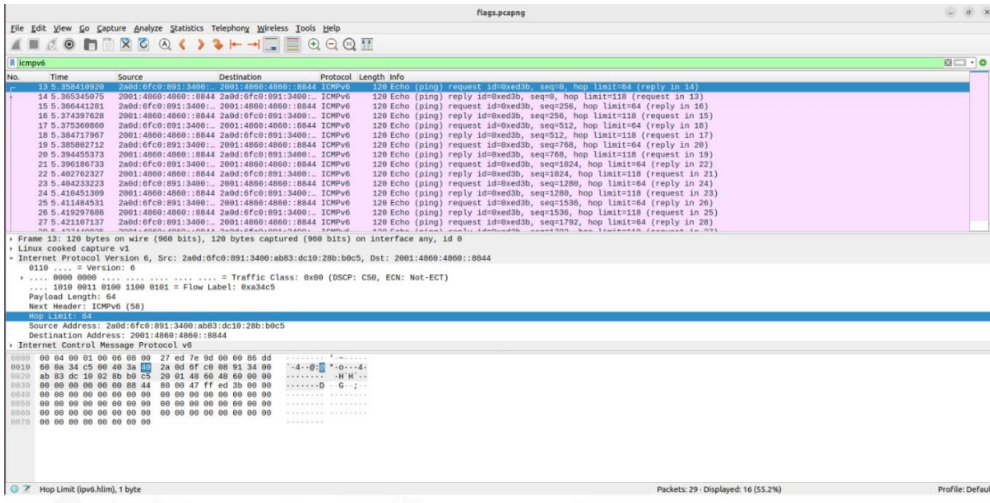 flags.pcapng
File Edit View Go Capture Analyze Statistics Telephony Wireless Tools Help
icmpv6
No. Time Source Destination Protocol Length Info
13 5.358410920 2a0d:6fc0:891:3400:… 2001:4860:4860::8844 ICMPv6 120 Echo (ping) request id=0xed3b, seq=0, hop limit=64 (reply in 14)
14 5.365345075 2001:4860:4860::8844 2a0d:6fc0:891:3400:… ICMPv6 120 Echo (ping) reply id=0xed3b, seq=0, hop limit=118 (request in 13)
15 5.366441281 2a0d:6fc0:891:3400:… 2001:4860:4860::8844 ICMPv6 120 Echo (ping) request id=0xed3b, seq=256, hop limit=64 (reply in 16)
16 5.374397628 2001:4860:4860::8844 2a0d:6fc0:891:3400:… ICMPv6 120 Echo (ping) reply id=0xed3b, seq=256, hop limit=118 (request in 15)
17 5.375360860 2a0d:6fc0:891:3400:… 2001:4860:4860::8844 ICMPv6 120 Echo (ping) request id=0xed3b, seq=512, hop limit=64 (reply in 18)
18 5.384717967 2001:4860:4860::8844 2a0d:6fc0:891:3400:… ICMPv6 120 Echo (ping) reply id=0xed3b, seq=512, hop limit=118 (request in 17)
19 5.385802712 2a0d:6fc0:891:3400:… 2001:4860:4860::8844 ICMPv6 120 Echo (ping) request id=0xed3b, seq=768, hop limit=64 (reply in 20)
20 5.394455373 2001:4860:4860::8844 2a0d:6fc0:891:3400:… ICMPv6 120 Echo (ping) reply id=0xed3b, seq=768, hop limit=118 (request in 19)
21 5.396186733 2a0d:6fc0:891:3400:… 2001:4860:4860::8844 ICMPv6 120 Echo (ping) request id=0xed3b, seq=1024, hop limit=64 (reply in 22)
22 5.402762327 2001:4860:4860::8844 2a0d:6fc0:891:3400:… ICMPv6 120 Echo (ping) reply id=0xed3b, seq=1024, hop limit=118 (request in 21)
23 5.404233223 2a0d:6fc0:891:3400:… 2001:4860:4860::8844 ICMPv6 120 Echo (ping) request id=0xed3b, seq=1280, hop limit=64 (reply in 24)
24 5.410451309 2001:4860:4860::8844 2a0d:6fc0:891:3400:… ICMPv6 120 Echo (ping) reply id=0xed3b, seq=1280, hop limit=118 (request in 23)
25 5.411484531 2a0d:6fc0:891:3400:… 2001:4860:4860::8844 ICMPv6 120 Echo (ping) request id=0xed3b, seq=1536, hop limit=64 (reply in 26)
26 5.419297686 2001:4860:4860::8844 2a0d:6fc0:891:3400:… ICMPv6 120 Echo (ping) reply id=0xed3b, seq=1536, hop limit=118 (request in 25)
27 5.421107137 2a0d:6fc0:891:3400:… 2001:4860:4860::8844 ICMPv6 120 Echo (ping) request id=0xed3b, seq=1792, hop limit=64 (reply in 28)
Frame 13: 120 bytes on wire (960 bits), 120 bytes captured (960 bits) on interface any, id 0
Linux cooked capture v1
Internet Protocol Version 6, Src: 2a0d:6fc0:891:3400:ab83:dc10:28b:b0c5, Dst: 2001:4860:4860::8844
0110 .... = Version: 6
.... 0000 0000 .... .... .... .... .... = Traffic Class: 0x00 (DSCP: CS0, ECN: Not-ECT)
.... 1010 0011 0100 1100 0101 = Flow Label: 0xa34c5
Payload Length: 64
Next Header: ICMPv6 (58)
Hop Limit: 64
Source Address: 2a0d:6fc0:891:3400:ab83:dc10:28b:b0c5
Destination Address: 2001:4860:4860::8844
Internet Control Message Protocol v6
0000 00 04 00 01 00 06 08 00 27 ed 7e 9d 00 00 86 dd ········ '·~·····
0010 60 0a 34 c5 00 40 3a 40 2a 0d 6f c0 08 91 34 00 `·4··@:@ *·o···4·
0020 ab 83 dc 10 02 8b b0 c5 20 01 48 60 48 60 00 00 ········ ·H`H`··
0030 00 00 00 00 00 00 88 44 80 00 47 ff ed 3b 00 00 ·······D ··G··;··
0040 00 00 00 00 00 00 00 00 00 00 00 00 00 00 00 00 ········ ········
0050 00 00 00 00 00 00 00 00 00 00 00 00 00 00 00 00 ········ ········
0060 00 00 00 00 00 00 00 00 00 00 00 00 00 00 00 00 ········ ········
0070 00 00 00 00 00 00 00 00 ········
Hop Limit (ipv6.hlim), 1 byte Packets: 29 · Displayed: 16 (55.2%) Profile: Defaul